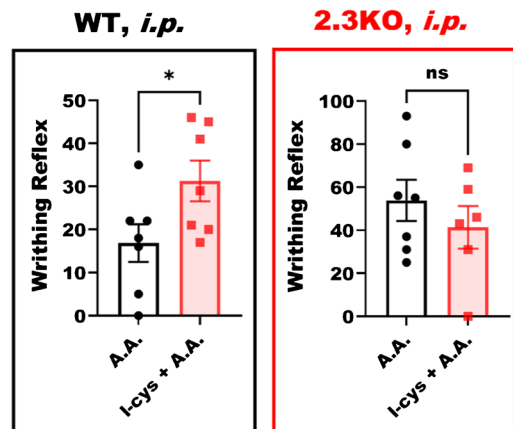 WT, i.p.
*
50
40
30
20
10
0
Writhing Reflex
A.A.
l-cys + A.A.
2.3KO, i.p.
ns
100
80
60
40
20
0
Writhing Reflex
A.A.
l-cys + A.A.